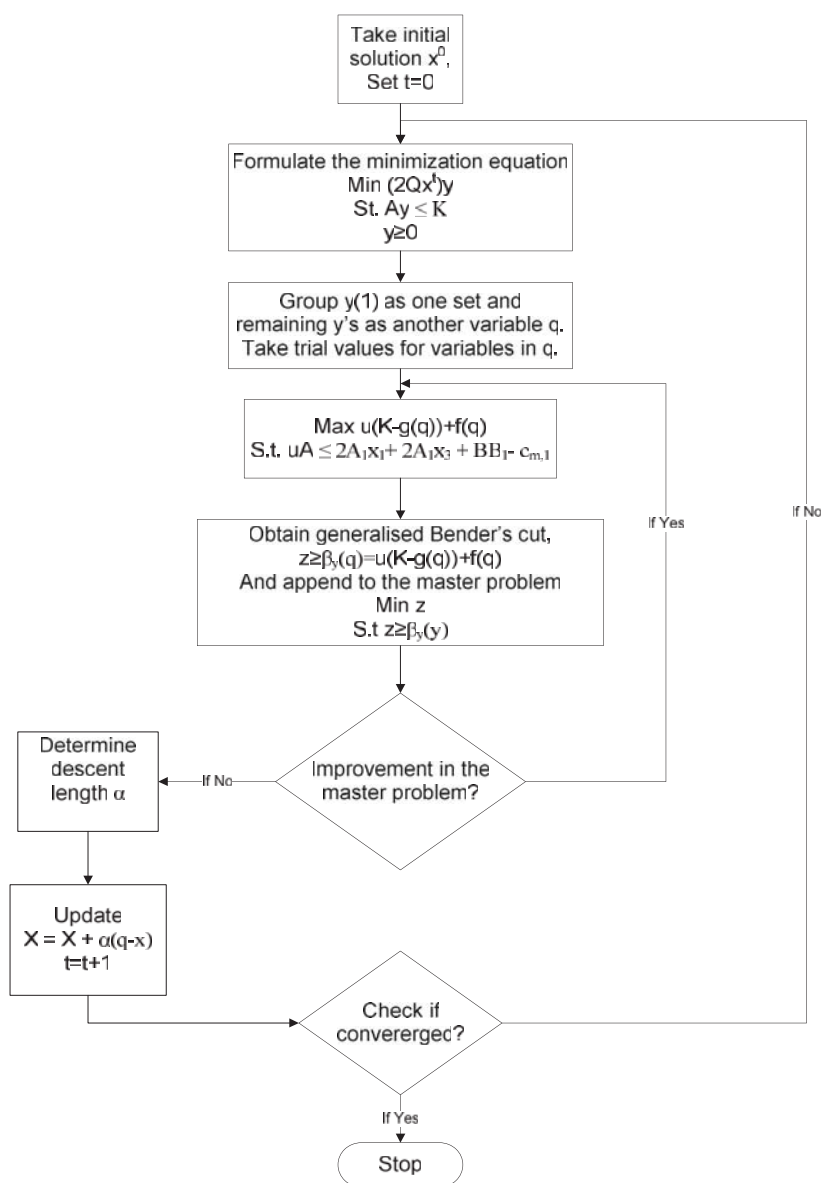 Take initial
solution x⁰,
Set t=0
Formulate the minimization equation
Min (2Qxᵗ)y
St. Ay ≤ K
y≥0
Group y(1) as one set and
remaining y's as another variable q.
Take trial values for variables in q.
Max u(K-g(q))+f(q)
S.t. uA ≤ 2A₁x₁+ 2A₁x₃ + BB₁- cₘ,₁
If Yes
If No
Obtain generalised Bender's cut,
z≥βᵧ(q)=u(K-g(q))+f(q)
And append to the master problem
Min z
S.t z≥βᵧ(y)
Improvement in the
master problem?
If No
Determine
descent
length α
Update
X = X + α(q-x)
t=t+1
Check if
convererged?
If Yes
Stop